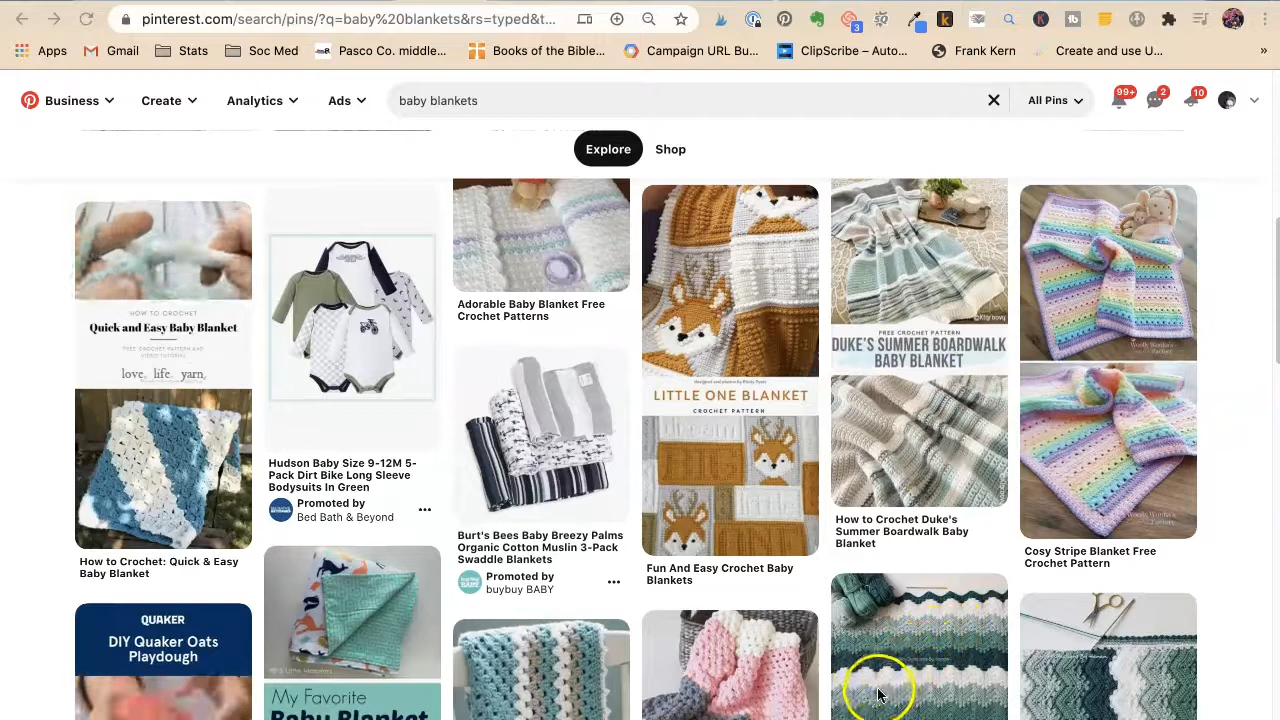 pinterest.com/search/pins/?q=baby%20blankets&rs=typed&t...
3
Apps
Gmail
Stats
Soc Med
Pasco Co. middle...
Books of the Bible...
Campaign URL Bu...
ClipScribe – Auto...
Frank Kern
Create and use U...
»
Business
Create
Analytics
Ads
baby blankets
All Pins
99+
2
10
Explore
Shop
HOW TO CROCHET
Quick and Easy Baby Blanket
FREE CROCHET PATTERN AND
VIDEO TUTORIAL
love. life. yarn.
How to Crochet: Quick & Easy
Baby Blanket
QUAKER
DIY Quaker Oats
Playdough
Hudson Baby Size 9-12M 5-
Pack Dirt Bike Long Sleeve
Bodysuits In Green
Promoted by
Bed Bath & Beyond
My Favorite
Baby Blanket
Adorable Baby Blanket Free
Crochet Patterns
Burt's Bees Baby Breezy Palms
Organic Cotton Muslin 3-Pack
Swaddle Blankets
Promoted by
buybuy BABY
LITTLE ONE BLANKET
CROCHET PATTERN
Fun And Easy Crochet Baby
Blankets
FREE CROCHET PATTERN
DUKE'S SUMMER BOARDWALK
BABY BLANKET
How to Crochet Duke's
Summer Boardwalk Baby
Blanket
Cosy Stripe Blanket Free
Crochet Pattern